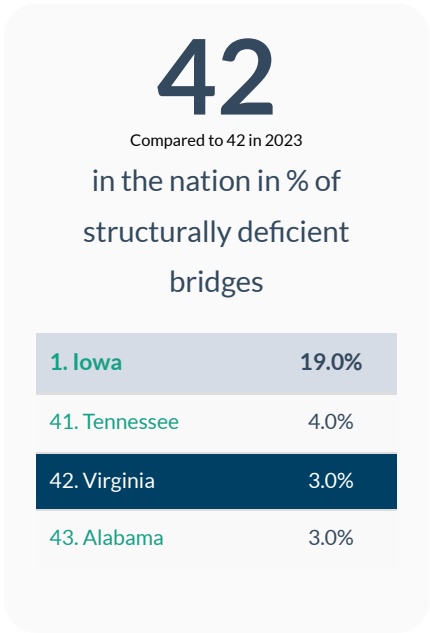 42
Compared to 42 in 2023
in the nation in % of
structurally deficient
bridges
1. Iowa 19.0%
41. Tennessee 4.0%
42. Virginia 3.0%
43. Alabama 3.0%